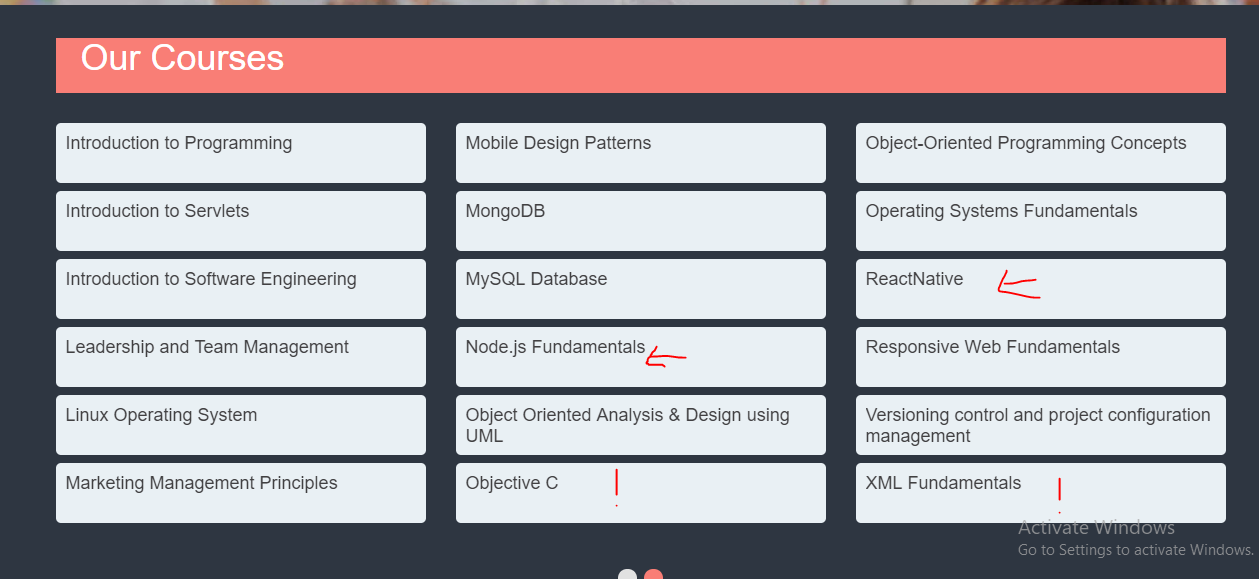 Our Courses
Introduction to Programming
Introduction to Servlets
Introduction to Software Engineering
Leadership and Team Management
Linux Operating System
Marketing Management Principles
Mobile Design Patterns
MongoDB
MySQL Database
Node.js Fundamentals
Object Oriented Analysis & Design using
UML
Objective C !
Object-Oriented Programming Concepts
Operating Systems Fundamentals
ReactNative
Responsive Web Fundamentals
Versioning control and project configuration
management
XML Fundamentals !
Activate Windows
Go to Settings to activate Windows.